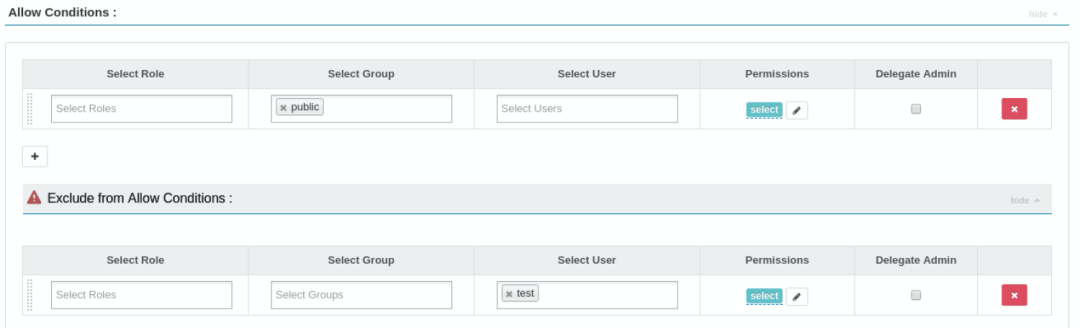 Allow Conditions :
hide
Select Role Select Group Select User Permissions Delegate Admin
Select Roles × public Select Users select ×
+
Exclude from Allow Conditions :
hide
Select Role Select Group Select User Permissions Delegate Admin
Select Roles Select Groups × test select ×